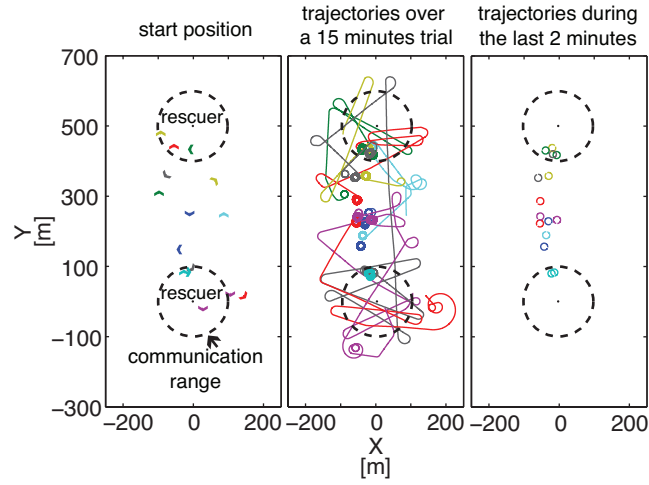 start position
trajectories over
a 15 minutes trial
trajectories during
the last 2 minutes
700
500
300
100
−100
−300
Y
[m]
rescuer
rescuer
communication
range
−200 0 200
−200 0 200
−200 0 200
X
[m]